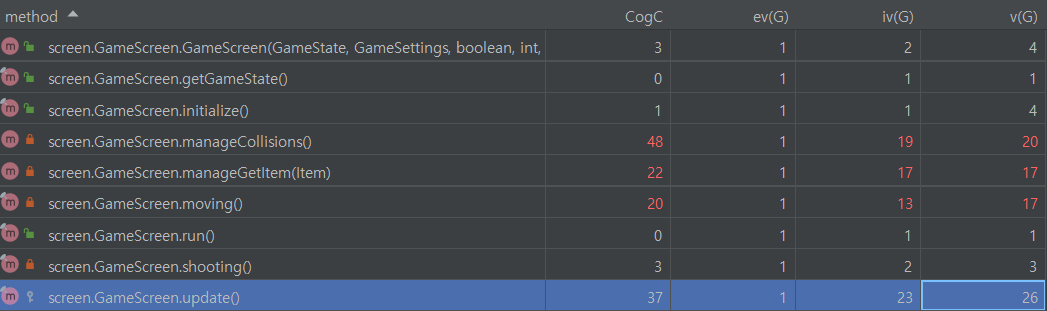 method CogC ev(G) iv(G) v(G)
m screen.GameScreen.GameScreen(GameState, GameSettings, boolean, int, 3 1 2 4
m screen.GameScreen.getGameState() 0 1 1 1
m screen.GameScreen.initialize() 1 1 1 4
m screen.GameScreen.manageCollisions() 48 1 19 20
m screen.GameScreen.manageGetItem(Item) 22 1 17 17
m screen.GameScreen.moving() 20 1 13 17
m screen.GameScreen.run() 0 1 1 1
m screen.GameScreen.shooting() 3 1 2 3
m screen.GameScreen.update() 37 1 23 26